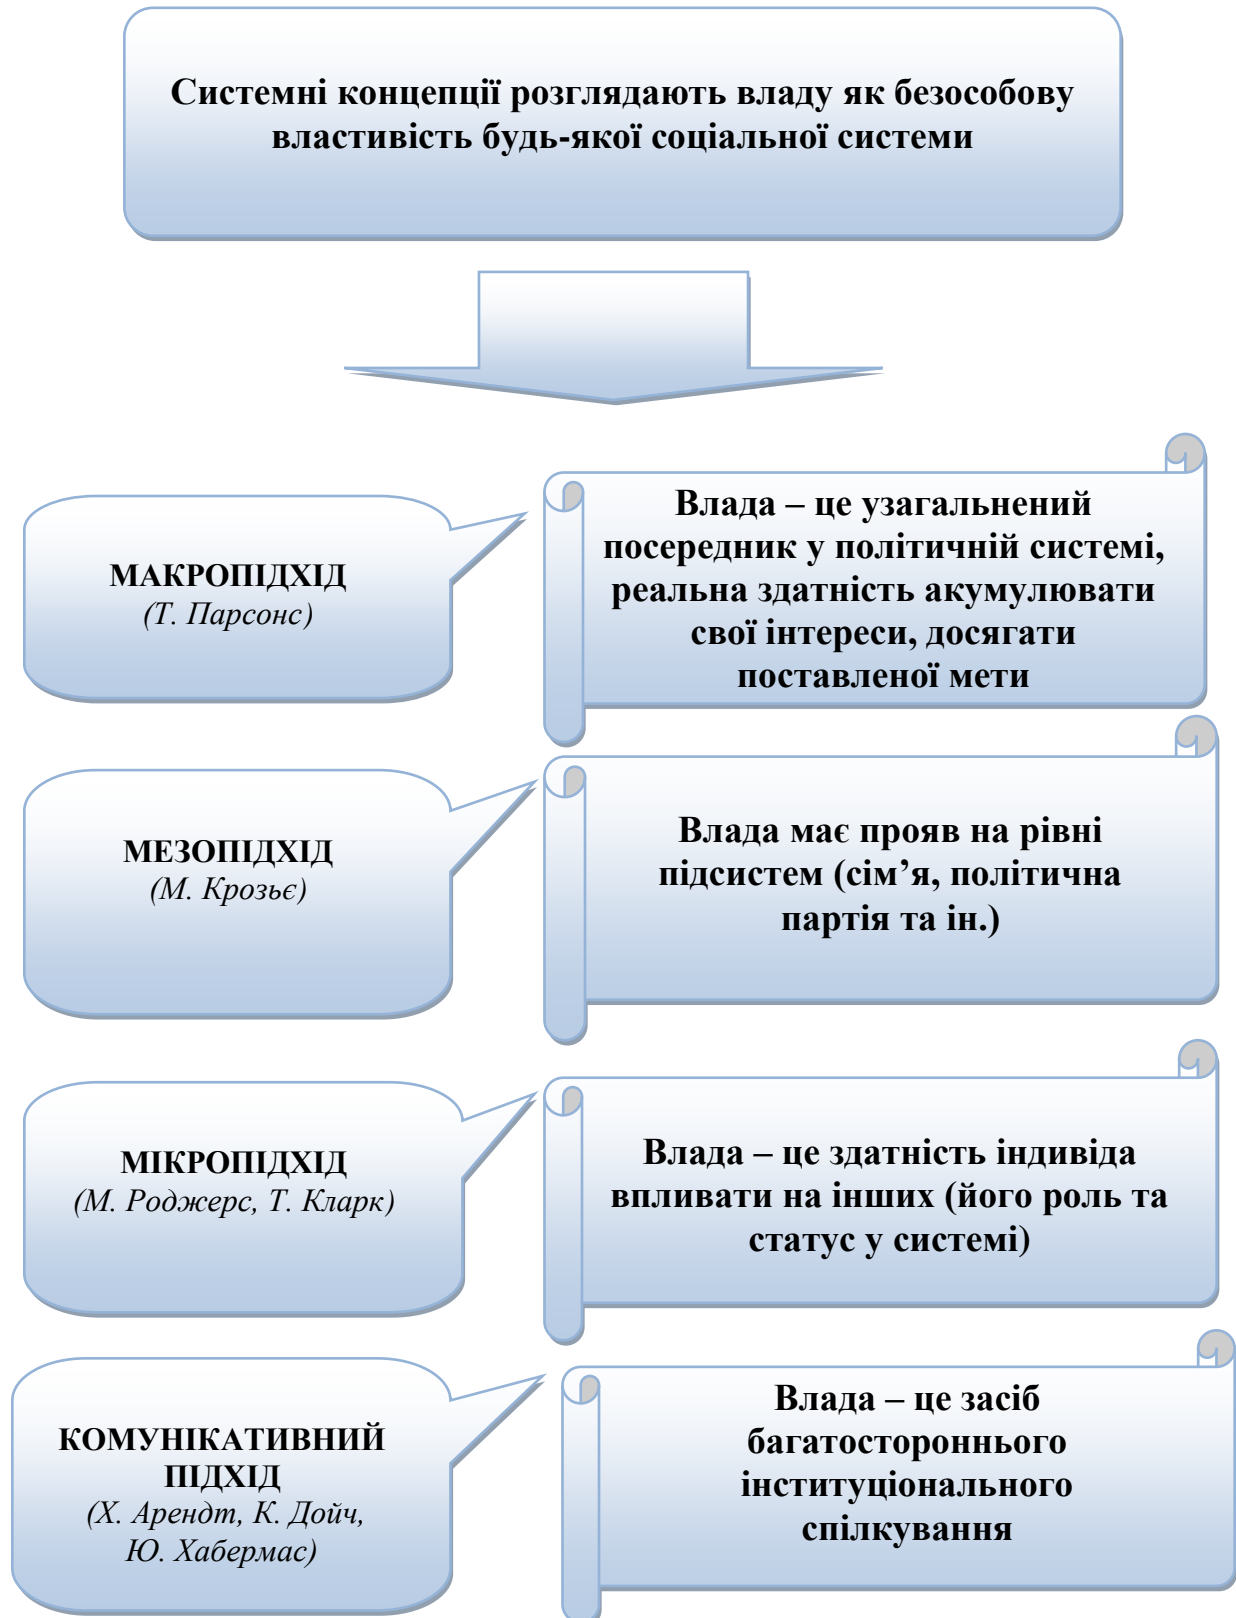 Системні концепції розглядають владу як безособову
властивість будь-якої соціальної системи
МАКРОПІДХІД
(Т. Парсонс)
Влада – це узагальнений
посередник у політичній системі,
реальна здатність акумулювати
свої інтереси, досягати
поставленої мети
МЕЗОПІДХІД
(М. Крозьє)
Влада має прояв на рівні
підсистем (сім’я, політична
партія та ін.)
МІКРОПІДХІД
(М. Роджерс, Т. Кларк)
Влада – це здатність індивіда
впливати на інших (його роль та
статус у системі)
КОМУНІКАТИВНИЙ
ПІДХІД
(Х. Арендт, К. Дойч,
Ю. Хабермас)
Влада – це засіб
багатостороннього
інституціонального
спілкування